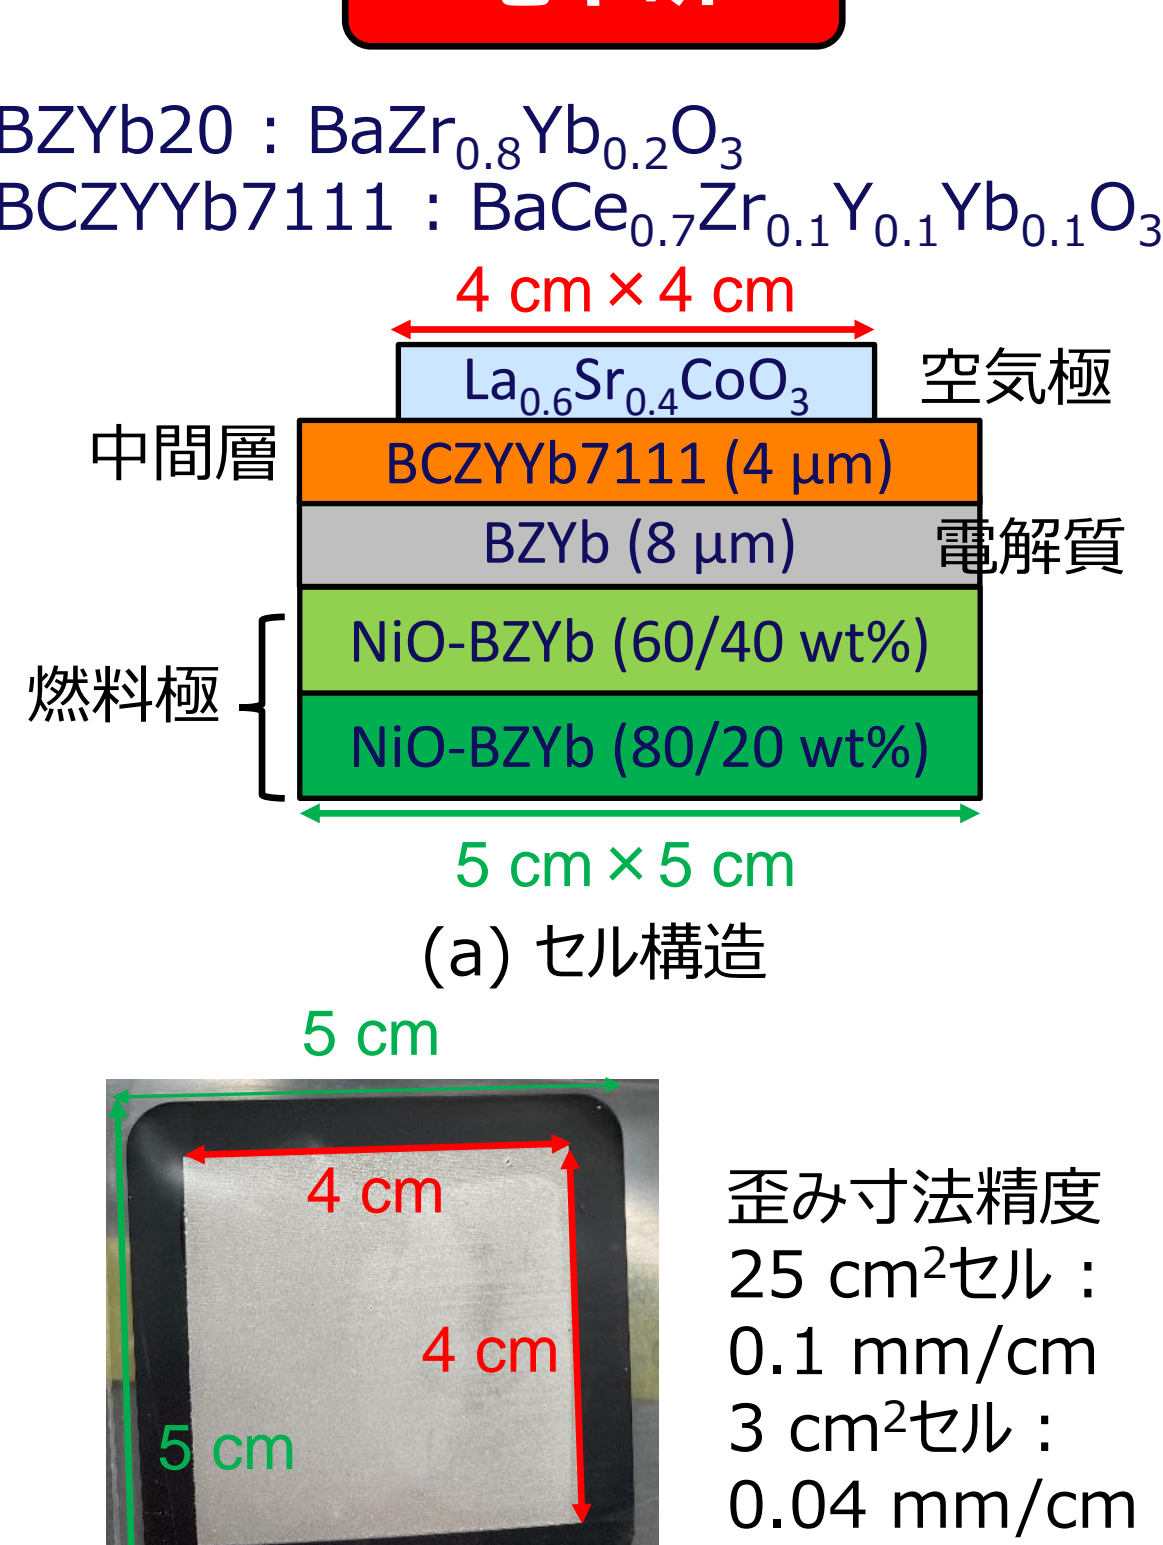 BZYb20：BaZr₀.₈Yb₀.₂O₃
BCZYYb7111：BaCe₀.₇Zr₀.₁Y₀.₁Yb₀.₁O₃
4 cm×4 cm
La₀.₆Sr₀.₄CoO₃
空気極
中間層
BCZYYb7111 (4 μm)
BZYb (8 μm)
電解質
NiO-BZYb (60/40 wt%)
燃料極
NiO-BZYb (80/20 wt%)
5 cm×5 cm
(a) セル構造
5 cm
4 cm
4 cm
5 cm
歪み寸法精度
25 cm²セル：
0.1 mm/cm
3 cm²セル：
0.04 mm/cm